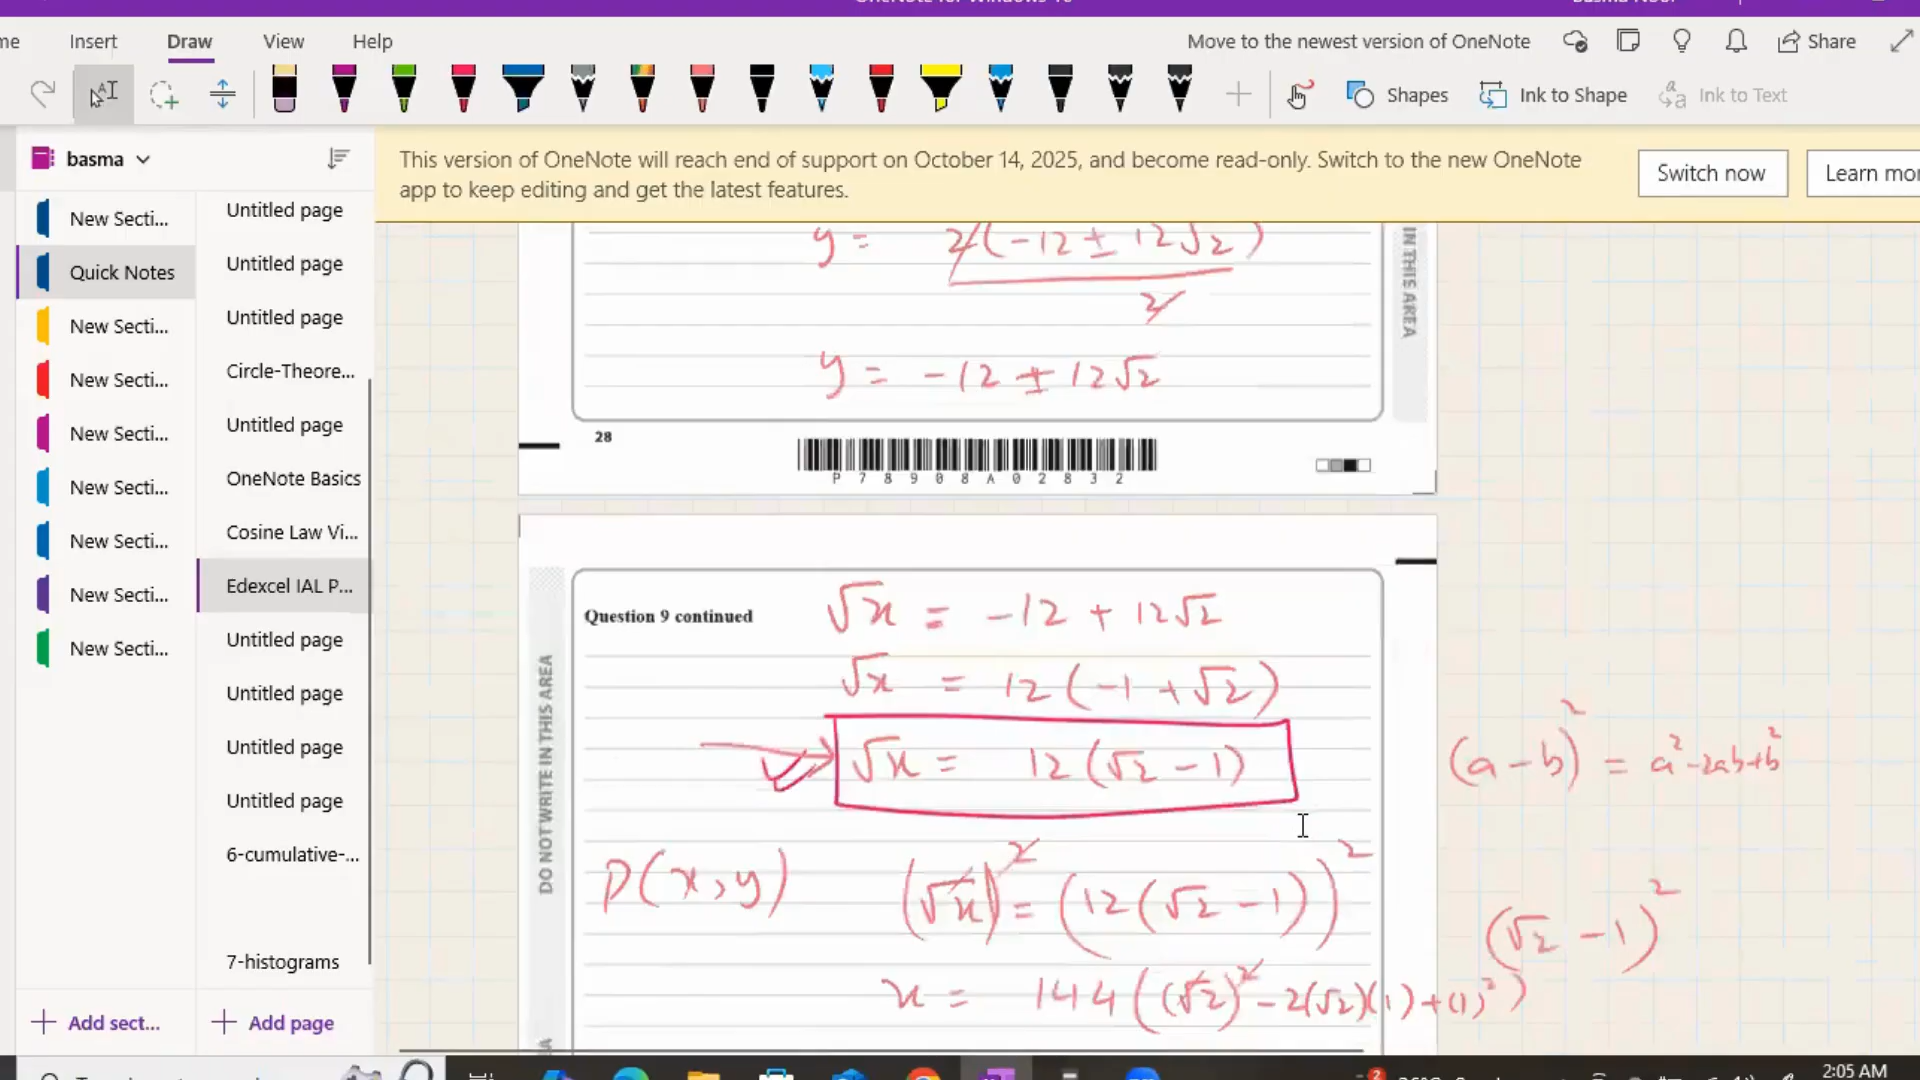 Insert Draw View Help Move to the newest version of OneNote Share
Shapes Ink to Shape Ink to Text
basma
This version of OneNote will reach end of support on October 14, 2025, and become read-only. Switch to the new OneNote
app to keep editing and get the latest features.
Switch now
New Secti...
Quick Notes
New Secti...
New Secti...
New Secti...
New Secti...
New Secti...
New Secti...
New Secti...
Add sect...
Untitled page
Untitled page
Untitled page
Circle-Theore...
Untitled page
OneNote Basics
Cosine Law Vi...
Edexcel IAL P...
Untitled page
Untitled page
Untitled page
Untitled page
6-cumulative-...
7-histograms
Add page
y = 2(-12 ± 12√2)
2
y = -12 ± 12√2
IN THIS AREA
28
P 7 8 9 0 8 A 0 2 8 3 2
Question 9 continued
DO NOT WRITE IN THIS AREA
√x = -12 + 12√2
√x = 12(-1 + √2)
√x = 12(√2 - 1)
(a - b)² = a² - 2ab + b²
P(x, y)
(√x)² = (12(√2 - 1))²
(√2 - 1)²
x = 144((√2)² - 2(√2)(1) + (1)²)
2:05 AM